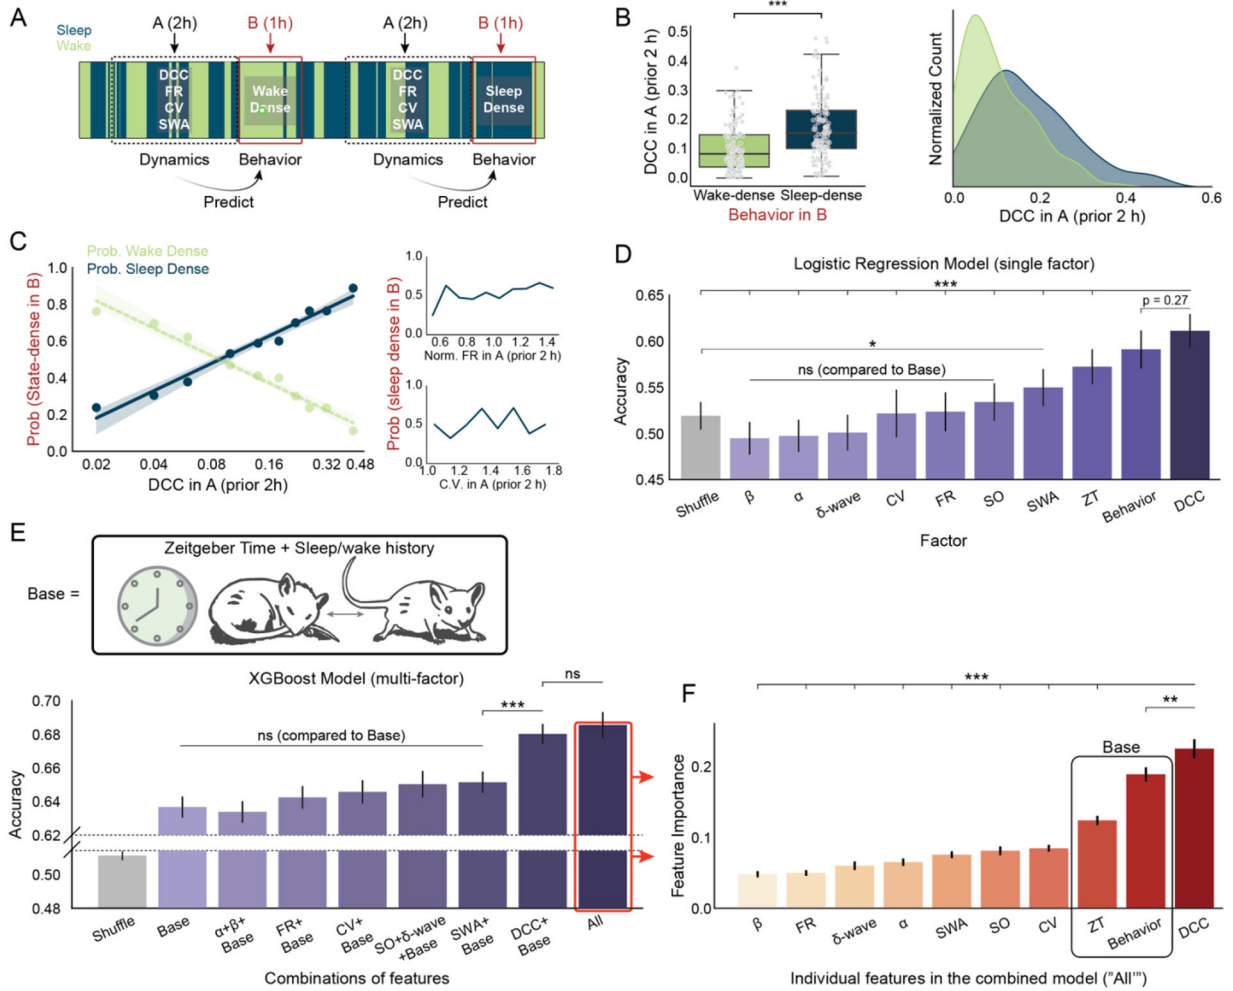 A
Sleep
Wake
A (2h)
B (1h)
A (2h)
B (1h)
DCC
FR
CV
SWA
Wake
Dense
DCC
FR
CV
SWA
Sleep
Dense
Dynamics
Behavior
Dynamics
Behavior
Predict
Predict
B
***
DCC in A (prior 2 h)
0.5
0.4
0.3
0.2
0.1
0.0
Wake-dense
Sleep-dense
Behavior in B
Normalized Count
0.0
0.2
0.4
0.6
DCC in A (prior 2 h)
C
Prob. Wake Dense
Prob. Sleep Dense
Prob (State-dense in B)
1.0
0.8
0.6
0.4
0.2
0.0
0.02
0.04
0.08
0.16
0.32
0.48
DCC in A (prior 2h)
Prob (sleep dense in B)
1.0
0.5
0.0
0.6
0.8
1.0
1.2
1.4
Norm. FR in A (prior 2 h)
1.0
0.5
0.0
1.0
1.2
1.4
1.6
1.8
C.V. in A (prior 2 h)
D
Logistic Regression Model (single factor)
***
p = 0.27
*
ns (compared to Base)
Accuracy
0.65
0.60
0.55
0.50
0.45
Shuffle
β
α
δ-wave
CV
FR
SO
SWA
ZT
Behavior
DCC
Factor
E
Zeitgeber Time + Sleep/wake history
Base =
XGBoost Model (multi-factor)
ns
***
ns (compared to Base)
Accuracy
0.70
0.68
0.66
0.64
0.62
0.50
0.48
Shuffle
Base
α+β+
Base
FR+
Base
CV+
Base
SO+δ-wave
+Base
SWA+
Base
DCC+
Base
All
Combinations of features
F
***
**
Base
Feature Importance
0.2
0.1
0.0
β
FR
δ-wave
α
SWA
SO
CV
ZT
Behavior
DCC
Individual features in the combined model ("All'")